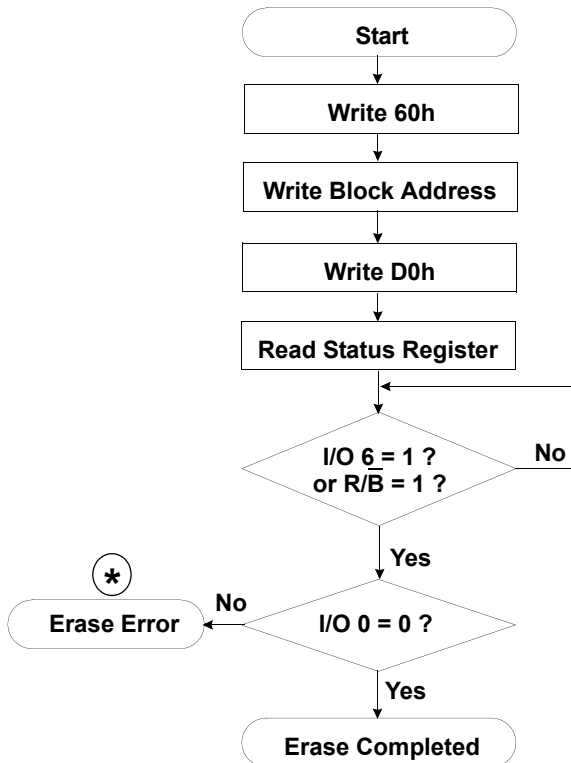 Start
Write 60h
Write Block Address
Write D0h
Read Status Register
I/O 6 = 1 ?
or R/B̅ = 1 ?
No
Yes
*
No
Erase Error
I/O 0 = 0 ?
Yes
Erase Completed